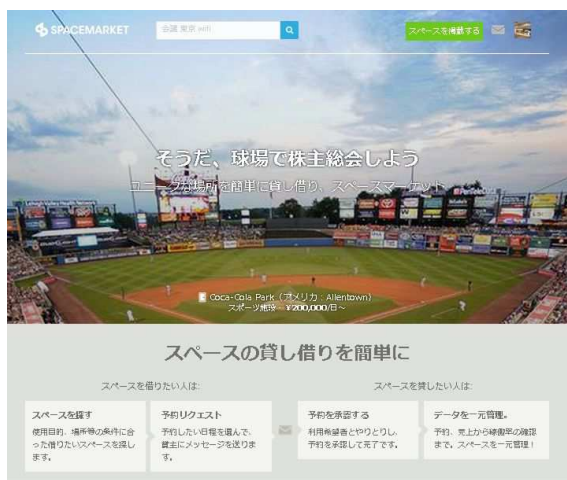 SPACEMARKET
会議 東京 wifi
スペースを掲載する
そうだ、球場で株主総会しよう
ユニークな場所を簡単に貸し借り、スペースマーケット
Coca-Cola Park（アメリカ：Allentown）
スポーツ施設 - ¥200,000/日～
スペースの貸し借りを簡単に
スペースを借りたい人は:
スペースを貸したい人は:
スペースを探す
使用目的、場所等の条件に合
った借りたいスペースを探し
ます。
予約リクエスト
予約したい日程を選んで、
貸主にメッセージを送りま
す。
予約を承認する
利用希望者とやりとりし、
予約を承認して完了です。
データを一元管理。
予約、売上から稼働率の確認
まで。スペースを一元管理！